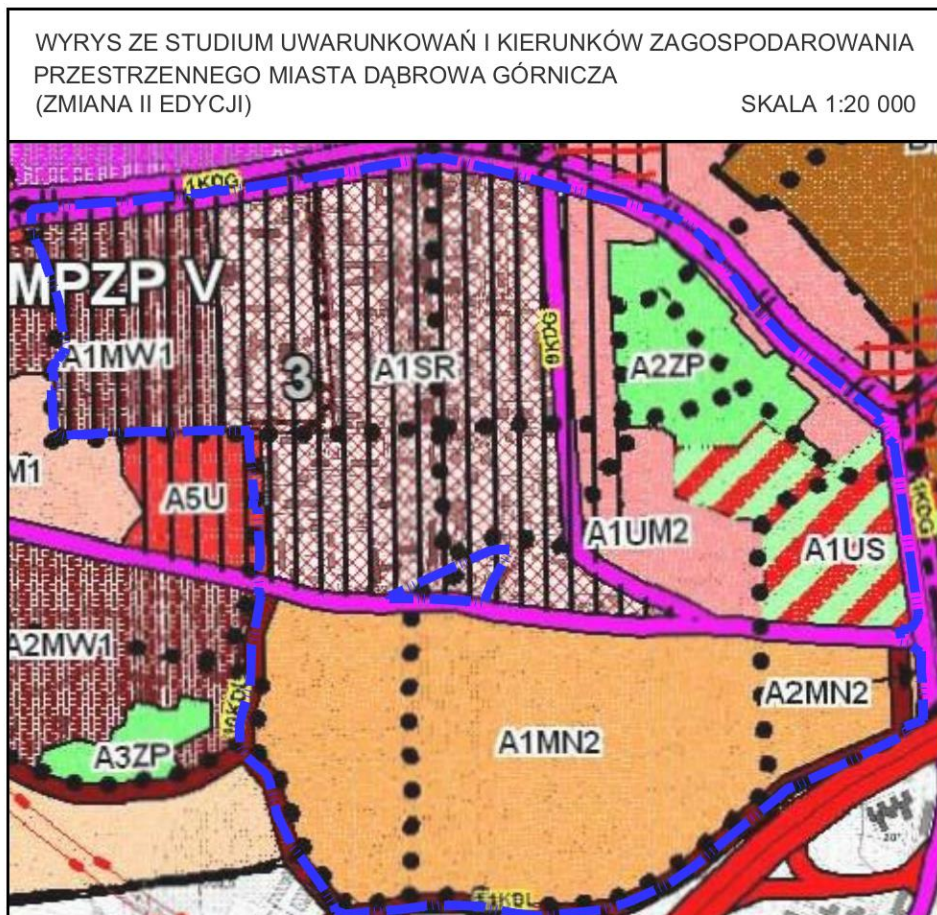 WYRYS ZE STUDIUM UWARUNKOWAŃ I KIERUNKÓW ZAGOSPODAROWANIA
PRZESTRZENNEGO MIASTA DĄBROWA GÓRNICZA
(ZMIANA II EDYCJI) SKALA 1:20 000
1KDG
MPZP V
A1MW1
3
A1SR
9KDG
A2ZP
M1
A5U
A1UM2
A1US
1KDG
A2MW1
A2MN2
A1MN2
A3ZP